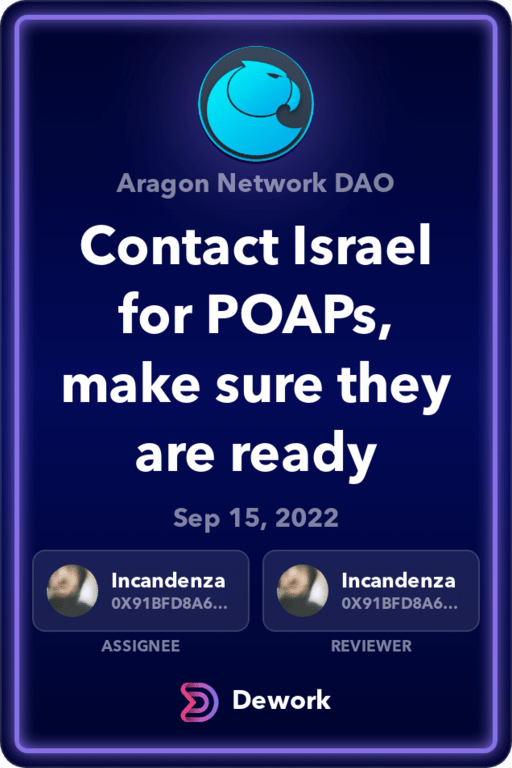 Aragon Network DAO
Contact Israel
for POAPs,
make sure they
are ready
Sep 15, 2022
Incandenza
0X91BFD8A6...
ASSIGNEE
Incandenza
0X91BFD8A6...
REVIEWER
Dework